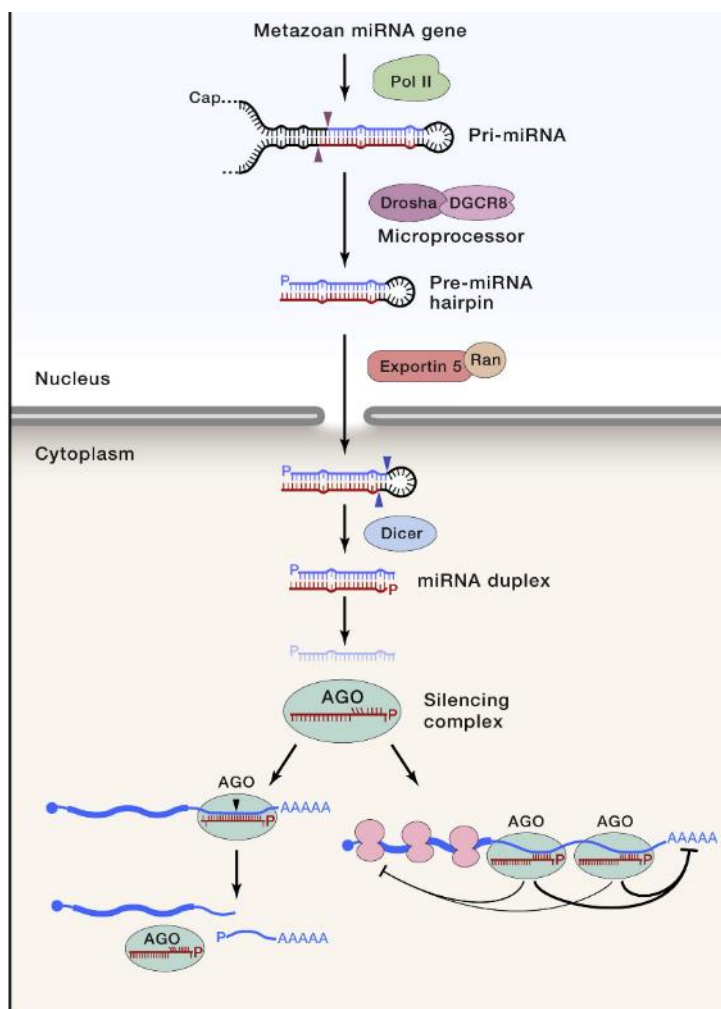 Metazoan miRNA gene
Pol II
Cap
Pri-miRNA
Drosha DGCR8
Microprocessor
P
Pre-miRNA
hairpin
Exportin 5 Ran
Nucleus
Cytoplasm
P
Dicer
P
miRNA duplex
P
P
AGO
Silencing
complex
P
AGO
AAAAA
P
AGO AGO
AAAAA
P P
AGO
P
P AAAAA